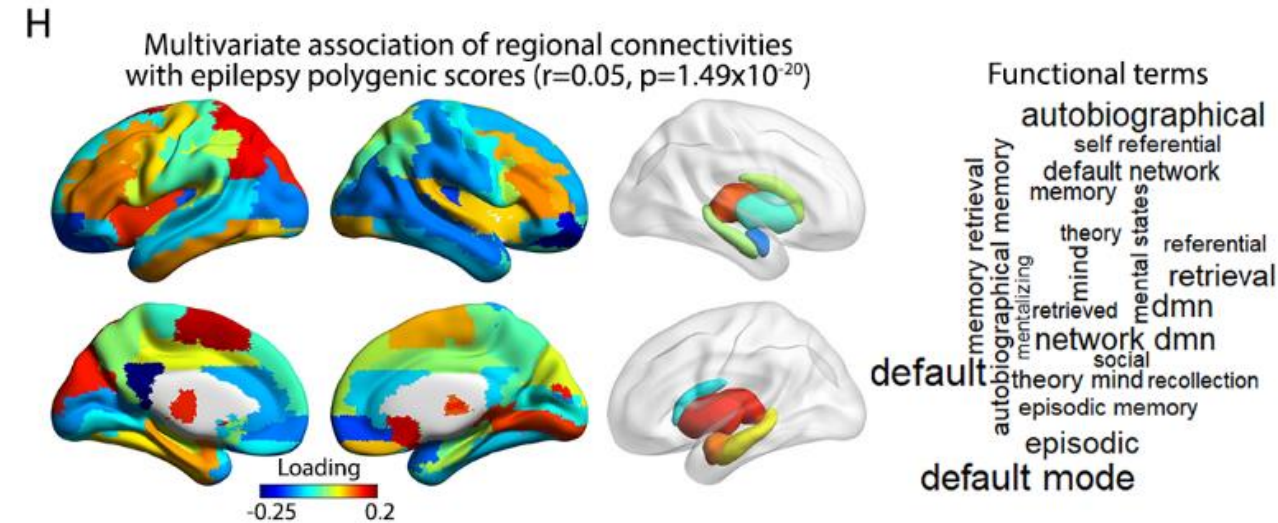 H
Multivariate association of regional connectivities
with epilepsy polygenic scores (r=0.05, p=1.49x10⁻²⁰)
Loading
-0.25 0.2
Functional terms
autobiographical
self referential
default network
memory
memory retrieval
autobiographical memory
mental states
theory
mind
referential
retrieval
mentalizing
retrieved
dmn
network dmn
social
default
theory mind
recollection
episodic memory
episodic
default mode